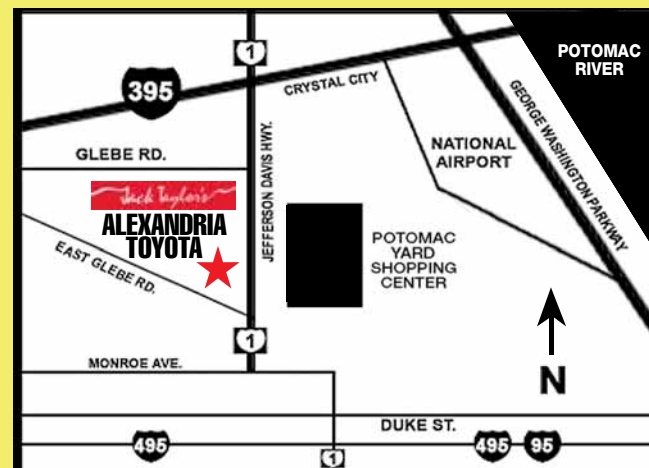 1
POTOMAC
RIVER
395
CRYSTAL CITY
GEORGE WASHINGTON PARKWAY
JEFFERSON DAVIS HWY.
NATIONAL
AIRPORT
GLEBE RD.
Jack Taylor's
ALEXANDRIA
TOYOTA
EAST GLEBE RD.
POTOMAC
YARD
SHOPPING
CENTER
1
MONROE AVE.
N
DUKE ST.
495
1
495
95